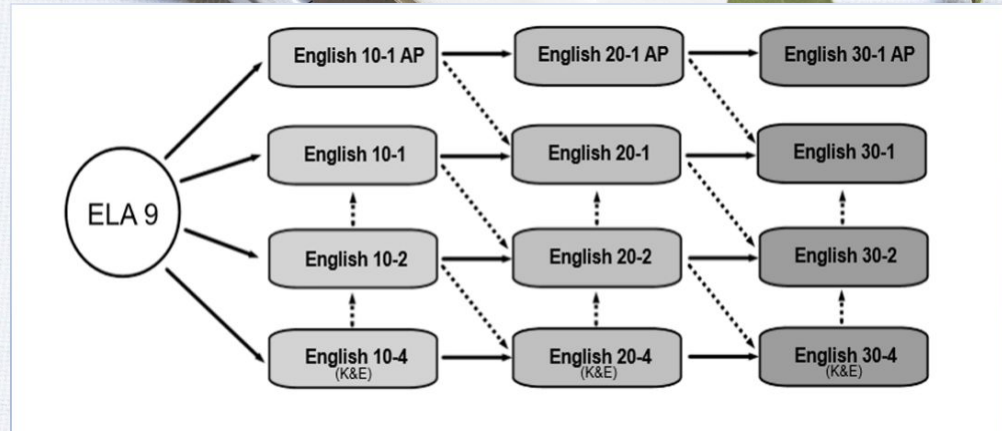 English 10-1 AP
English 20-1 AP
English 30-1 AP
English 10-1
English 20-1
English 30-1
ELA 9
English 10-2
English 20-2
English 30-2
English 10-4
(K&E)
English 20-4
(K&E)
English 30-4
(K&E)